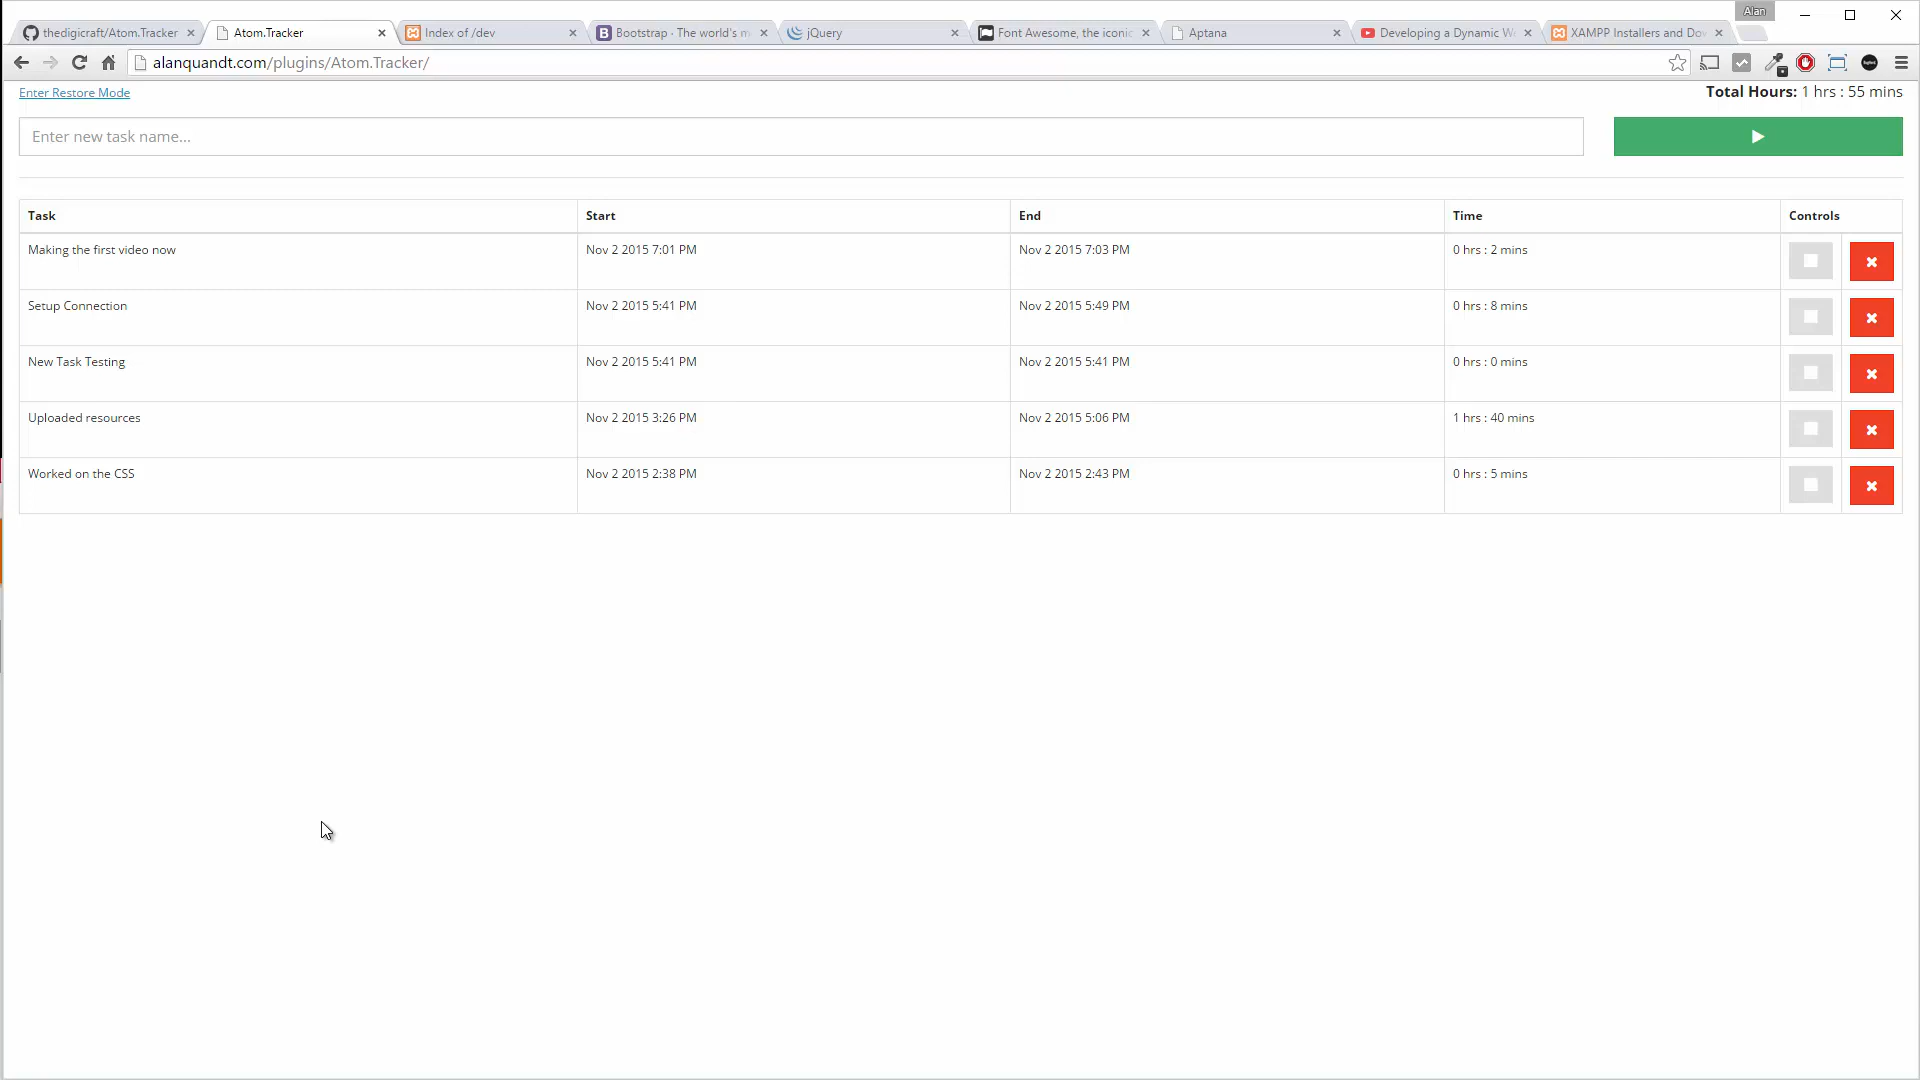 Alan
thedigicraft/Atom.Tracker
Atom.Tracker
Index of /dev
Bootstrap · The world's m
jQuery
Font Awesome, the iconic
Aptana
Developing a Dynamic W
XAMPP Installers and Dov
alanquandt.com/plugins/Atom.Tracker/
Enter Restore Mode
Total Hours: 1 hrs : 55 mins
Enter new task name...
Task Start End Time Controls
Making the first video now Nov 2 2015 7:01 PM Nov 2 2015 7:03 PM 0 hrs : 2 mins
Setup Connection Nov 2 2015 5:41 PM Nov 2 2015 5:49 PM 0 hrs : 8 mins
New Task Testing Nov 2 2015 5:41 PM Nov 2 2015 5:41 PM 0 hrs : 0 mins
Uploaded resources Nov 2 2015 3:26 PM Nov 2 2015 5:06 PM 1 hrs : 40 mins
Worked on the CSS Nov 2 2015 2:38 PM Nov 2 2015 2:43 PM 0 hrs : 5 mins